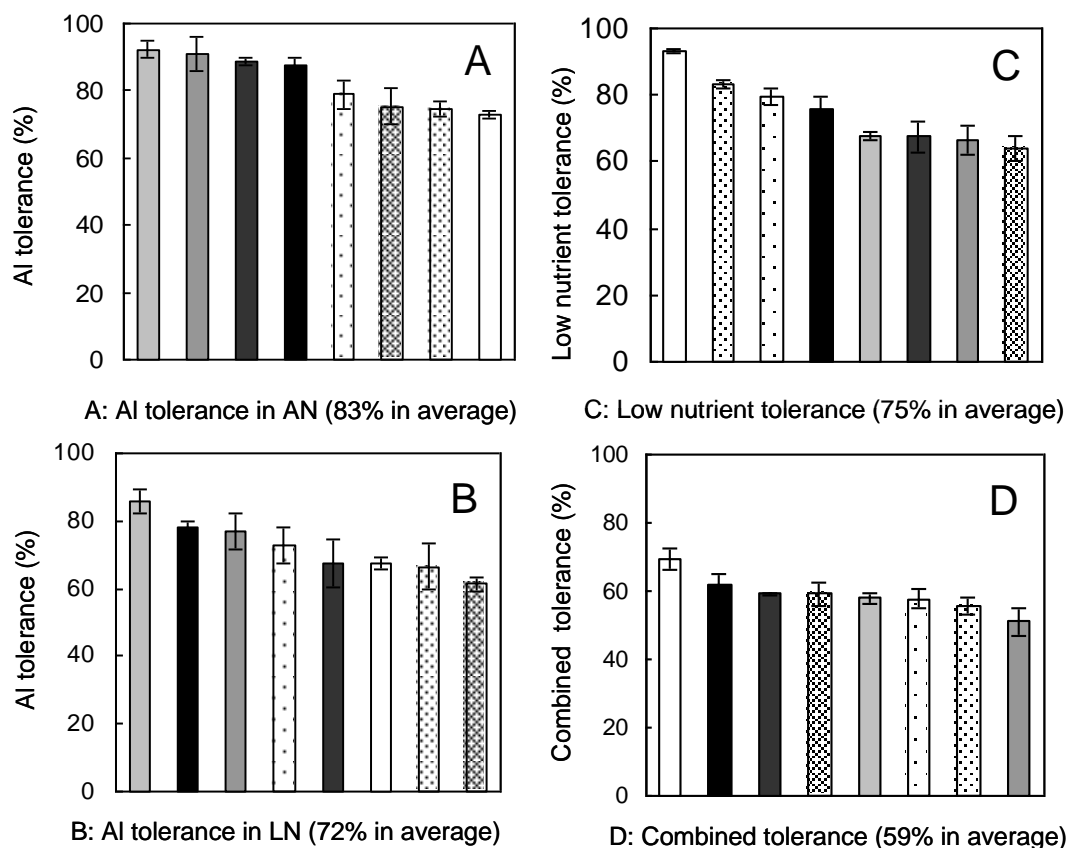 Al tolerance (%)
100
80
60
40
20
0
A
A: Al tolerance in AN (83% in average)
Low nutrient tolerance (%)
100
80
60
40
20
0
C
C: Low nutrient tolerance (75% in average)
Al tolerance (%)
100
80
60
40
20
0
B
B: Al tolerance in LN (72% in average)
Combined tolerance (%)
100
80
60
40
20
0
D
D: Combined tolerance (59% in average)